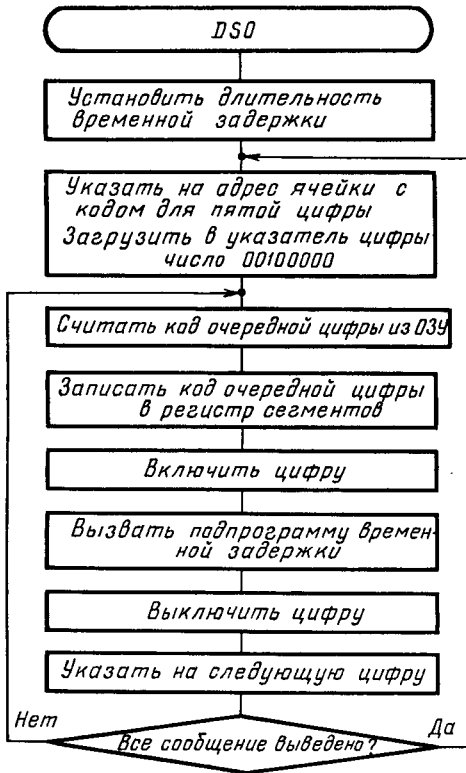 DSO
Установить длительность
временной задержки
Указать на адрес ячейки с
кодом для пятой цифры
Загрузить в указатель цифры
число 00100000
Считать код очередной цифры из ОЗУ
Записать код очередной цифры
в регистр сегментов
Включить цифру
Вызвать подпрограмму времен-
ной задержки
Выключить цифру
Указать на следующую цифру
Нет
Все сообщение выведено?
Да